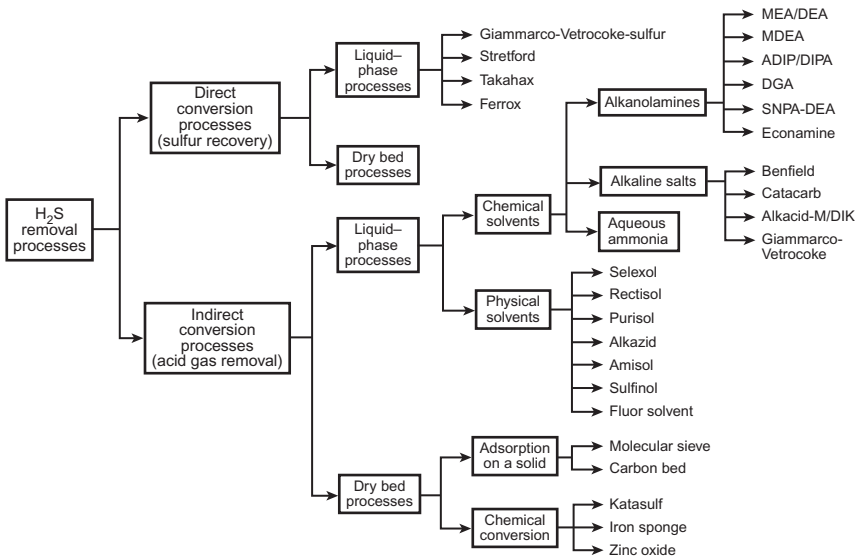 H2S
removal
processes
Direct
conversion
processes
(sulfur recovery)
Liquid–
phase
processes
Giammarco-Vetrocoke-sulfur
Stretford
Takahax
Ferrox
Dry bed
processes
Indirect
conversion
processes
(acid gas removal)
Liquid–
phase
processes
Chemical
solvents
Alkanolamines
MEA/DEA
MDEA
ADIP/DIPA
DGA
SNPA-DEA
Econamine
Alkaline salts
Benfield
Catacarb
Alkacid-M/DIK
Giammarco-
Vetrocoke
Aqueous
ammonia
Physical
solvents
Selexol
Rectisol
Purisol
Alkazid
Amisol
Sulfinol
Fluor solvent
Dry bed
processes
Adsorption
on a solid
Molecular sieve
Carbon bed
Chemical
conversion
Katasulf
Iron sponge
Zinc oxide